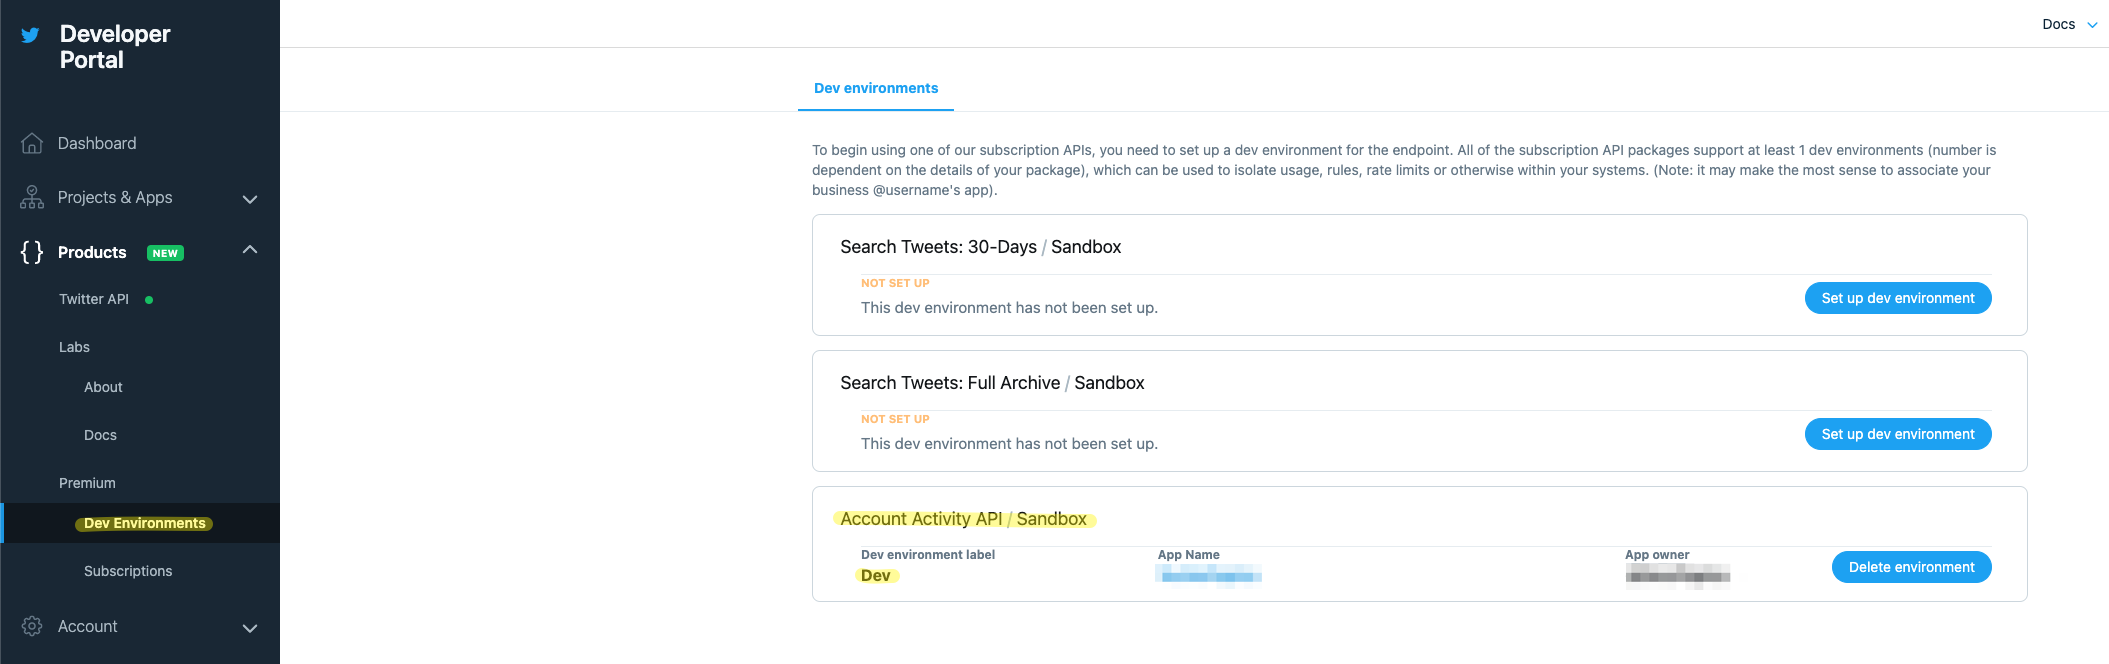 Developer
Portal
Docs
Dashboard
Projects & Apps
Products NEW
Twitter API
Labs
About
Docs
Premium
Dev Environments
Subscriptions
Account
Dev environments
To begin using one of our subscription APIs, you need to set up a dev environment for the endpoint. All of the subscription API packages support at least 1 dev environments (number is
dependent on the details of your package), which can be used to isolate usage, rules, rate limits or otherwise within your systems. (Note: it may make the most sense to associate your
business @username's app).
Search Tweets: 30-Days / Sandbox
NOT SET UP
This dev environment has not been set up.
Set up dev environment
Search Tweets: Full Archive / Sandbox
NOT SET UP
This dev environment has not been set up.
Set up dev environment
Account Activity API / Sandbox
Dev environment label App Name App owner
Dev
Delete environment